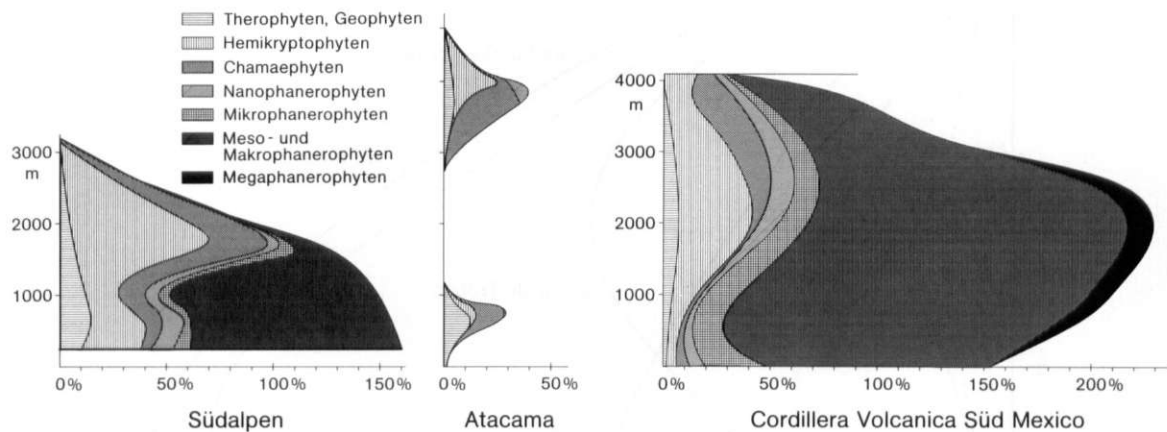 Therophyten, Geophyten
Hemikryptophyten
Chamaephyten
Nanophanerophyten
Mikrophanerophyten
Meso- und
Makrophanerophyten
Megaphanerophyten
3000
m
2000
1000
0% 50% 100% 150%
Südalpen
0 50%
Atacama
4000
m
3000
2000
1000
0% 50% 100% 150% 200%
Cordillera Volcanica Süd Mexico